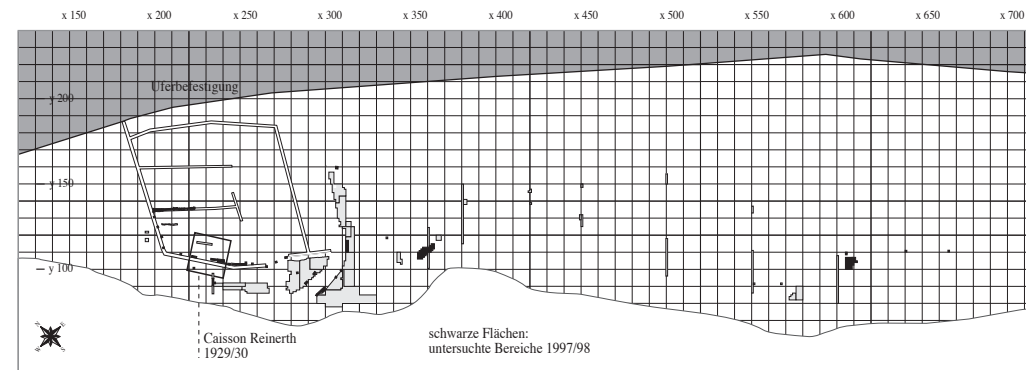 x 150 x 200 x 250 x 300 x 350 x 400 x 450 x 500 x 550 x 600 x 650 x 700
Uferbefestigung
y 200
y 150
y 100
Caisson Reinerth
1929/30
schwarze Flächen:
untersuchte Bereiche 1997/98